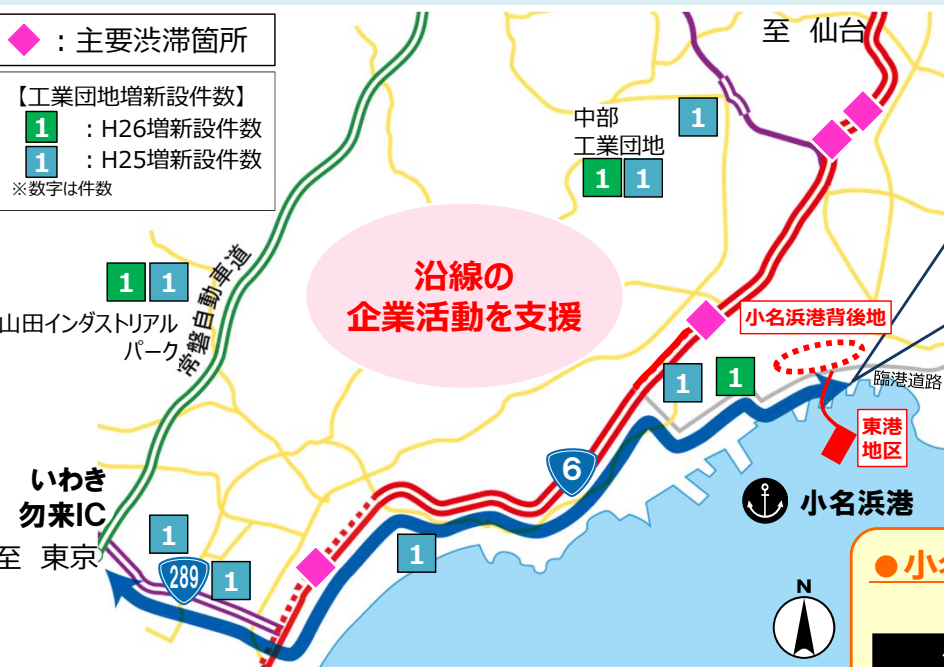 ：主要渋滞箇所
【工業団地増新設件数】
1 ：H26増新設件数
1 ：H25増新設件数
※数字は件数
至 仙台
中部
工業団地
1
1 1
沿線の
企業活動を支援
常磐自動車道
1 1
山田インダストリアル
パーク
小名浜港背後地
1 1
臨港道路
東港
地区
6
小名浜港
いわき
勿来IC
至 東京
1
289
1
1
N
●小